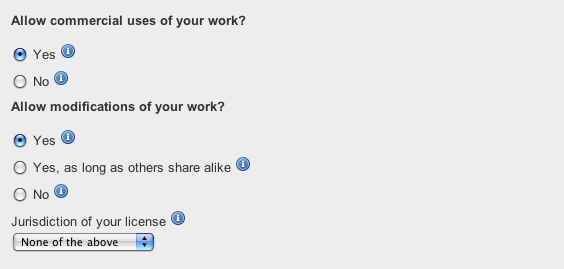 Allow commercial uses of your work?
Yes
No
Allow modifications of your work?
Yes
Yes, as long as others share alike
No
Jurisdiction of your license
None of the above